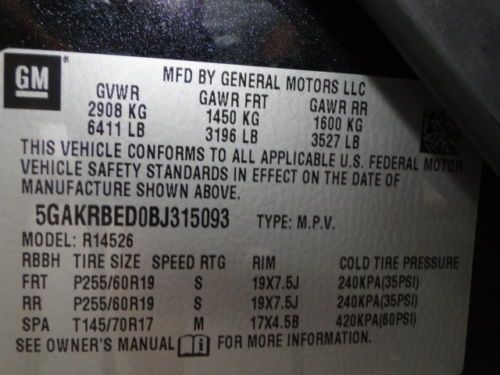 GM
MFD BY GENERAL MOTORS LLC
GVWR GAWR FRT GAWR RR
2908 KG 1450 KG 1600 KG
6411 LB 3196 LB 3527 LB
THIS VEHICLE CONFORMS TO ALL APPLICABLE U.S. FEDERAL MOTOR
VEHICLE SAFETY STANDARDS IN EFFECT ON THE DATE OF
MANUFACTURE SHOWN ABOVE.
5GAKRBED0BJ315093 TYPE: M.P.V.
MODEL: R14526
RBBH TIRE SIZE SPEED RTG RIM COLD TIRE PRESSURE
FRT P255/60R19 S 19X7.5J 240KPA(35PSI)
RR P255/60R19 S 19X7.5J 240KPA(35PSI)
SPA T145/70R17 M 17X4.5B 420KPA(60PSI)
SEE OWNER'S MANUAL i FOR MORE INFORMATION.